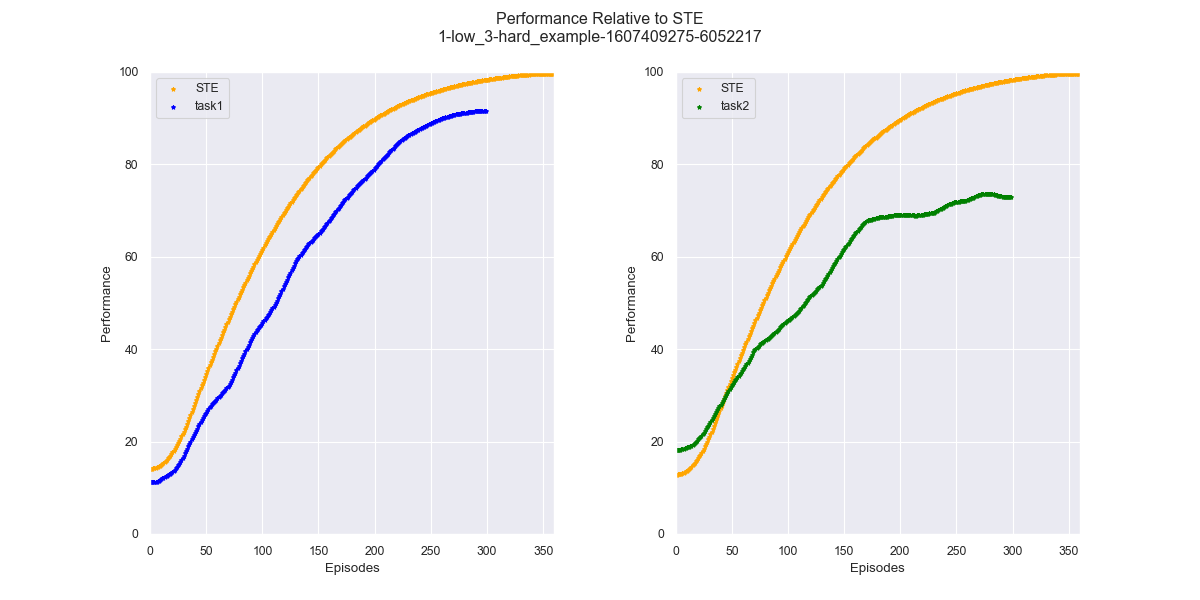 Performance Relative to STE
1-low_3-hard_example-1607409275-6052217
STE
task1
100
80
60
40
20
0
Performance
0 50 100 150 200 250 300 350
Episodes
STE
task2
100
80
60
40
20
0
Performance
0 50 100 150 200 250 300 350
Episodes